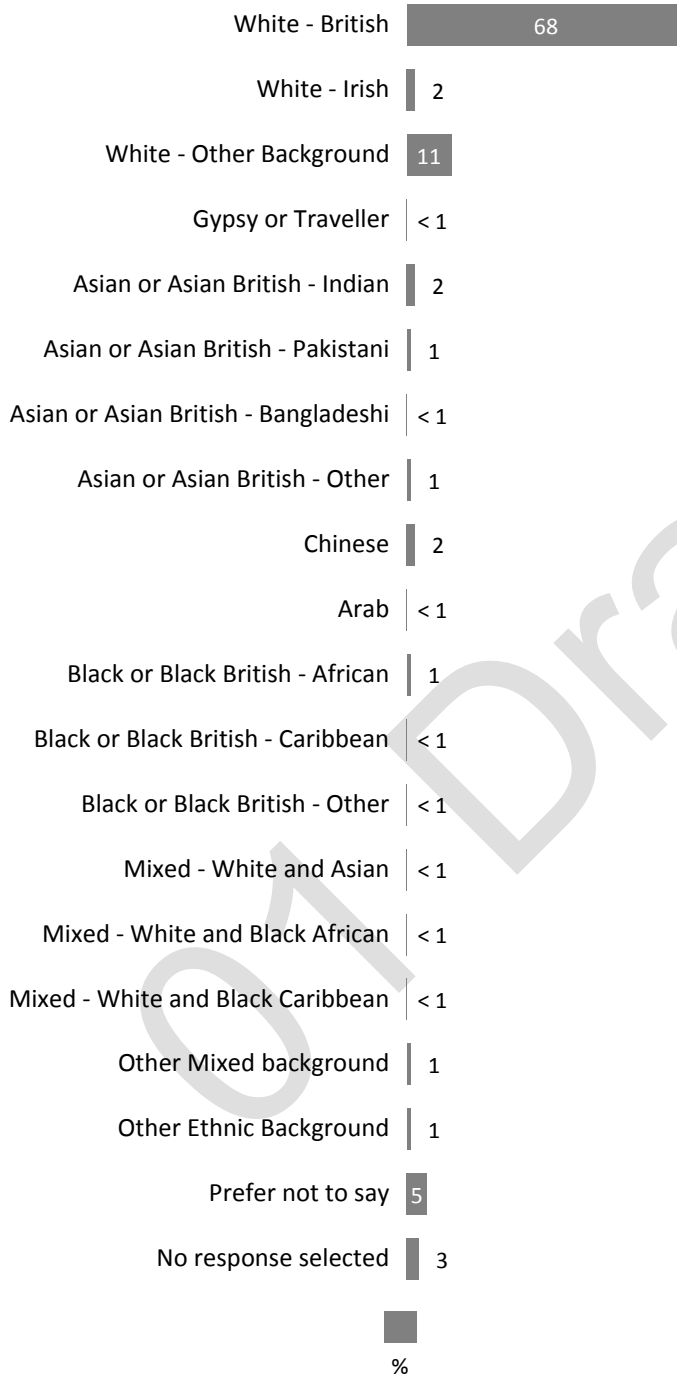 White - British 68
White - Irish 2
White - Other Background 11
Gypsy or Traveller < 1
Asian or Asian British - Indian 2
Asian or Asian British - Pakistani 1
Asian or Asian British - Bangladeshi < 1
Asian or Asian British - Other 1
Chinese 2
Arab < 1
Black or Black British - African 1
Black or Black British - Caribbean < 1
Black or Black British - Other < 1
Mixed - White and Asian < 1
Mixed - White and Black African < 1
Mixed - White and Black Caribbean < 1
Other Mixed background 1
Other Ethnic Background 1
Prefer not to say 5
No response selected 3
%
01 Dra